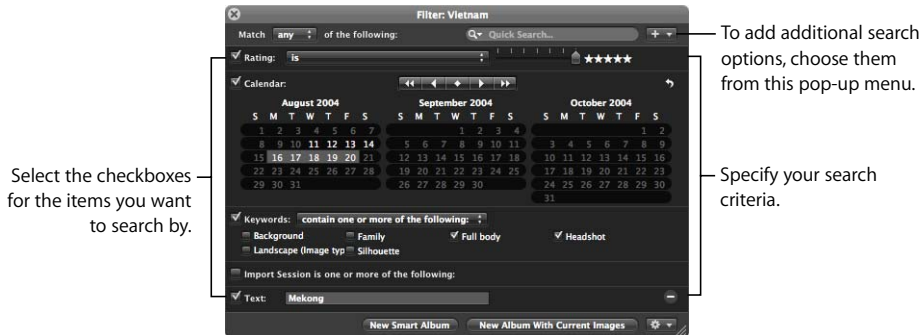 Filter: Vietnam
Match any of the following: Quick Search...
To add additional search
options, choose them
from this pop-up menu.
Rating: is ★★★★★
Calendar:
August 2004
S M T W T F S
1 2 3 4 5 6 7
8 9 10 11 12 13 14
15 16 17 18 19 20 21
22 23 24 25 26 27 28
29 30 31
September 2004
S M T W T F S
1 2 3 4
5 6 7 8 9 10 11
12 13 14 15 16 17 18
19 20 21 22 23 24 25
26 27 28 29 30
October 2004
S M T W T F S
1 2
3 4 5 6 7 8 9
10 11 12 13 14 15 16
17 18 19 20 21 22 23
24 25 26 27 28 29 30
31
Select the checkboxes
for the items you want
to search by.
Specify your search
criteria.
Keywords: contain one or more of the following:
Background Family Full body Headshot
Landscape (Image typ Silhouette
Import Session is one or more of the following:
Text: Mekong
New Smart Album New Album With Current Images